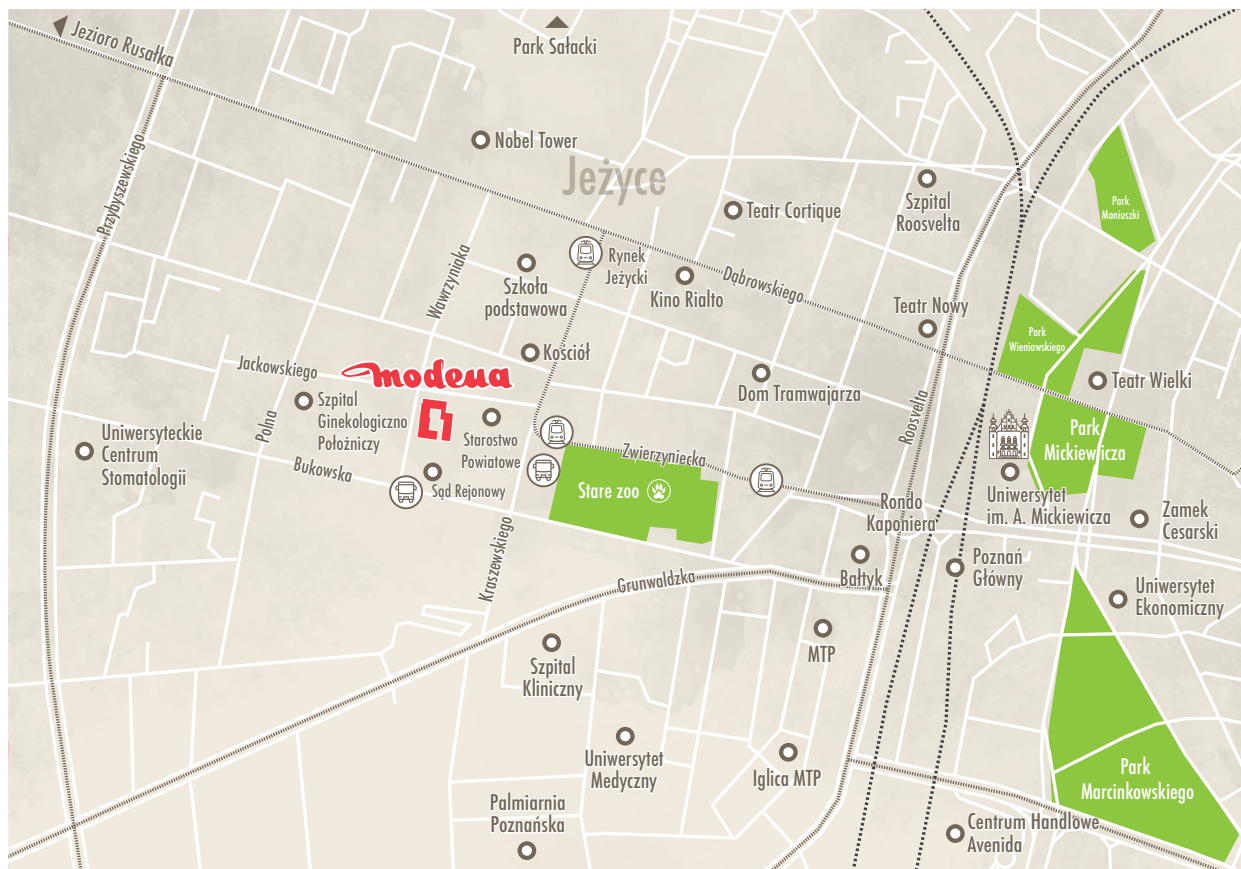 Jezioro Rusałka
Park Sałacki
Przybyszewskiego
Nobel Tower
Jeżyce
Teatr Cortique
Szpital
Roosvelta
Park
Moniuszki
Wawrzyniaka
Szkoła
podstawowa
Rynek
Jeżycki
Kino Rialto
Dąbrowskiego
Teatr Nowy
Park
Wieniawskiego
Kościół
Jackowskiego
modena
Dom Tramwajarza
Teatr Wielki
Szpital
Ginekologiczno
Położniczy
Polna
Starostwo
Powiatowe
Roosvelta
Park
Mickiewicza
Uniwersyteckie
Centrum
Stomatologii
Bukowska
Sąd Rejonowy
Zwierzyniecka
Stare zoo
Rondo
Kaponiera
Uniwersytet
im. A. Mickiewicza
Zamek
Cesarski
Kraszewskiego
Grunwaldzka
Bałtyk
Poznań
Główny
Uniwersytet
Ekonomiczny
Szpital
Kliniczny
MTP
Uniwersytet
Medyczny
Iglica MTP
Park
Marcinkowskiego
Palmiarnia
Poznańska
Centrum Handlowe
Avenida